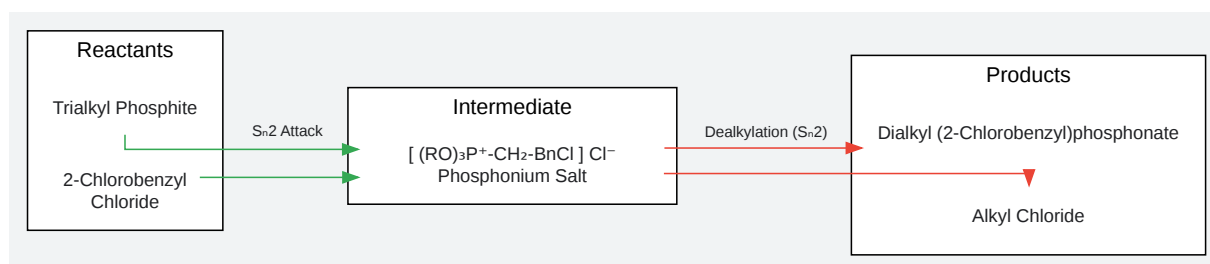 Reactants
Trialkyl Phosphite
2-Chlorobenzyl
Chloride
Sₙ2 Attack
Intermediate
[ (RO)₃P⁺-CH₂-BnCl ] Cl⁻
Phosphonium Salt
Dealkylation (Sₙ2)
Products
Dialkyl (2-Chlorobenzyl)phosphonate
Alkyl Chloride